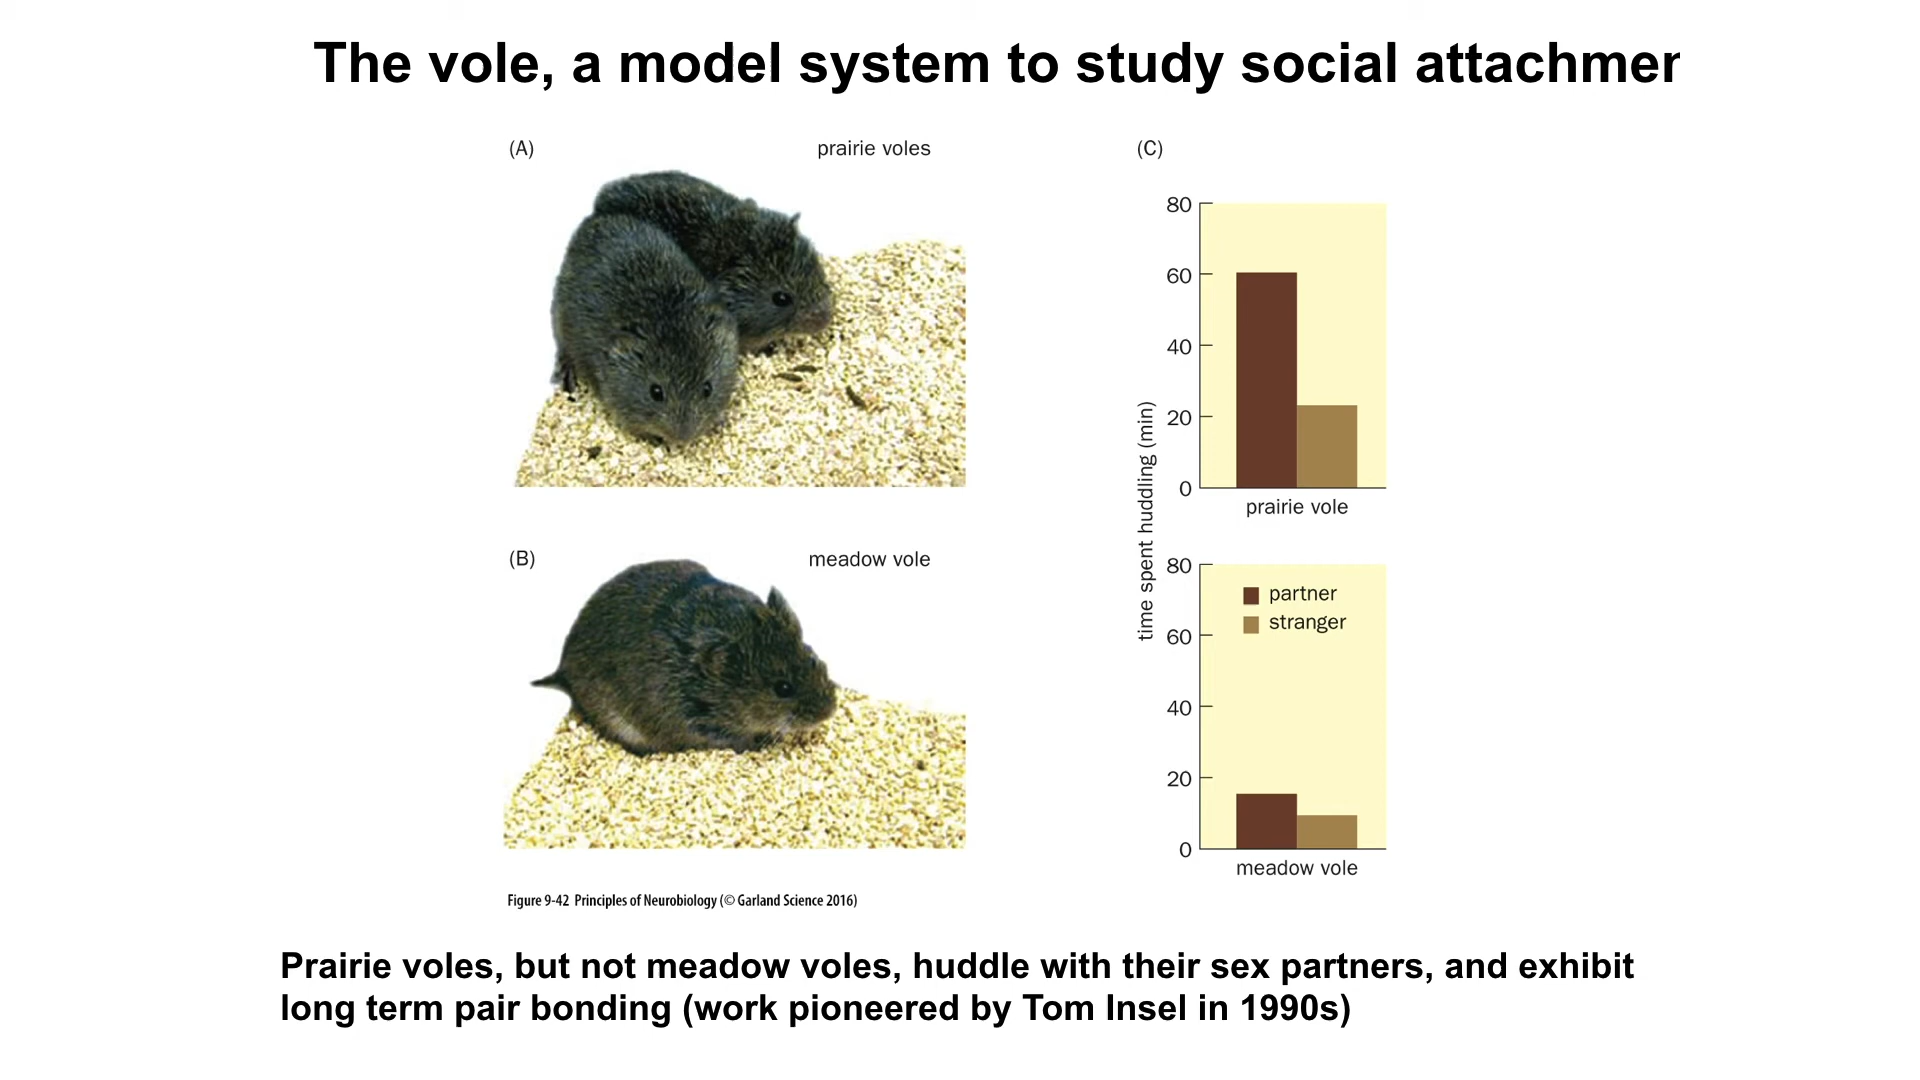 The vole, a model system to study social attachmer
(A)
prairie voles
(B)
meadow vole
(C)
time spent huddling (min)
80
60
40
20
0
prairie vole
80
60
40
20
0
partner
stranger
meadow vole
Figure 9-42 Principles of Neurobiology (© Garland Science 2016)
Prairie voles, but not meadow voles, huddle with their sex partners, and exhibit
long term pair bonding (work pioneered by Tom Insel in 1990s)